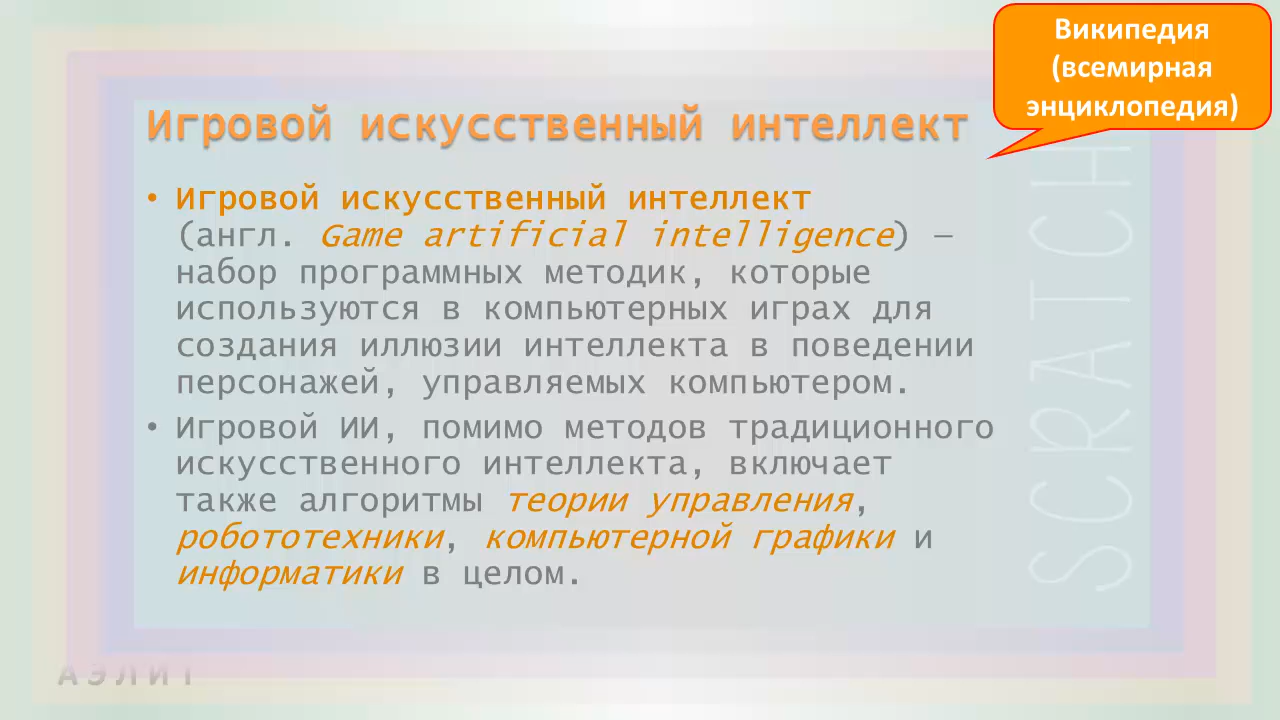 Википедия
(всемирная
энциклопедия)
Игровой искусственный интеллект
• Игровой искусственный интеллект
(англ. Game artificial intelligence) —
набор программных методик, которые
используются в компьютерных играх для
создания иллюзии интеллекта в поведении
персонажей, управляемых компьютером.
• Игровой ИИ, помимо методов традиционного
искусственного интеллекта, включает
также алгоритмы теории управления,
робототехники, компьютерной графики и
информатики в целом.
SCRATCH
АЭЛИТ